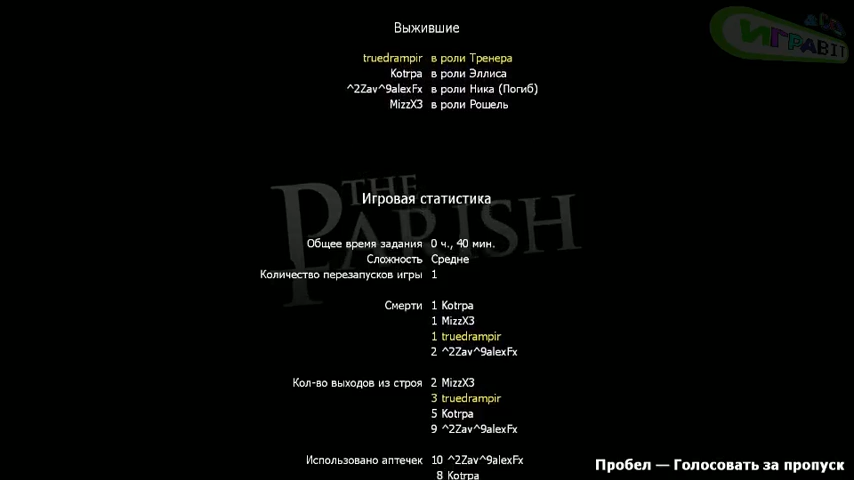 ИГРАВІТ
Выжившие
truedrampir в роли Тренера
Kotrpa в роли Эллиса
^2Zav^9alexFx в роли Ника (Погиб)
MizzX3 в роли Рошель
THE
PARISH
Игровая статистика
Общее время задания 0 ч., 40 мин.
Сложность Средне
Количество перезапусков игры 1
Смерти 1 Kotrpa
1 MizzX3
1 truedrampir
2 ^2Zav^9alexFx
Кол-во выходов из строя 2 MizzX3
3 truedrampir
5 Kotrpa
9 ^2Zav^9alexFx
Использовано аптечек 10 ^2Zav^9alexFx
8 Kotrpa
Пробел — Голосовать за пропуск